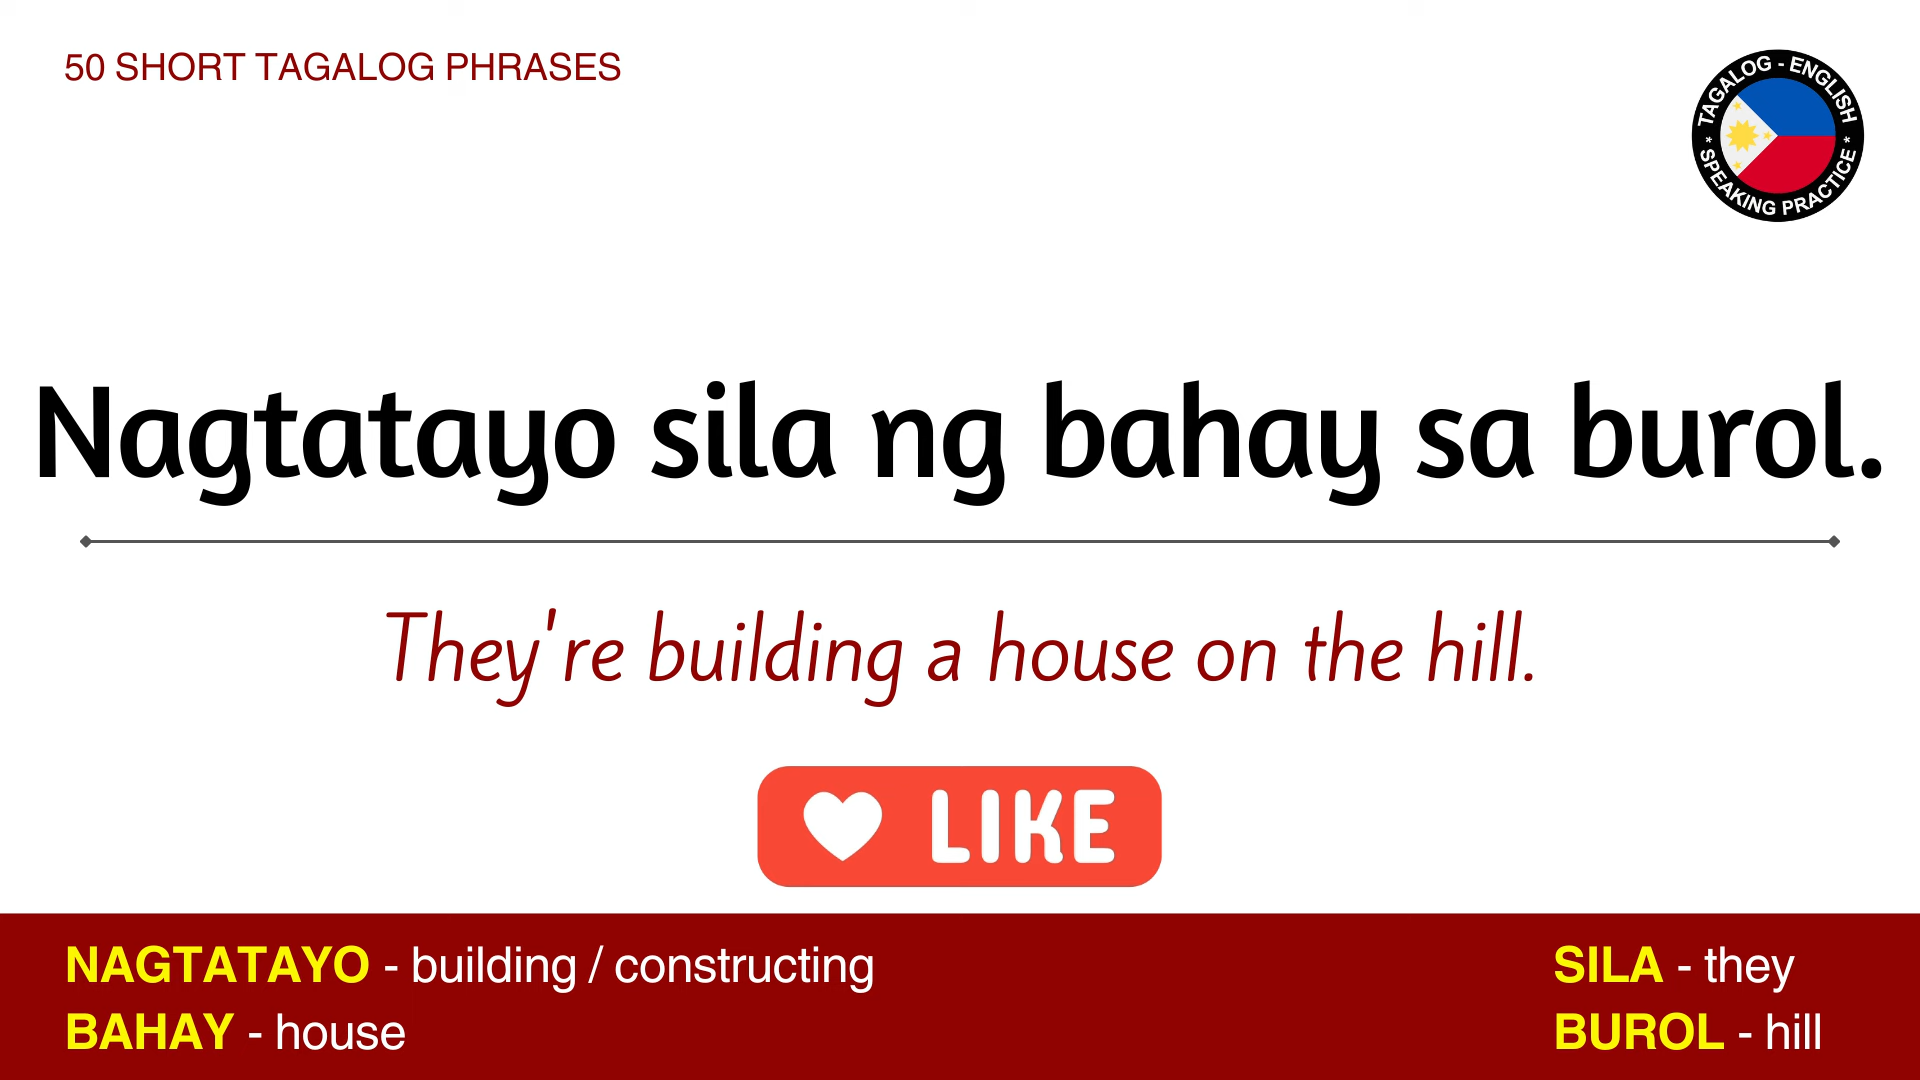 50 SHORT TAGALOG PHRASES
TAGALOG - ENGLISH
* SPEAKING PRACTICE *
Nagtatayo sila ng bahay sa burol.
They're building a house on the hill.
LIKE
NAGTATAYO - building / constructing
SILA - they
BAHAY - house
BUROL - hill